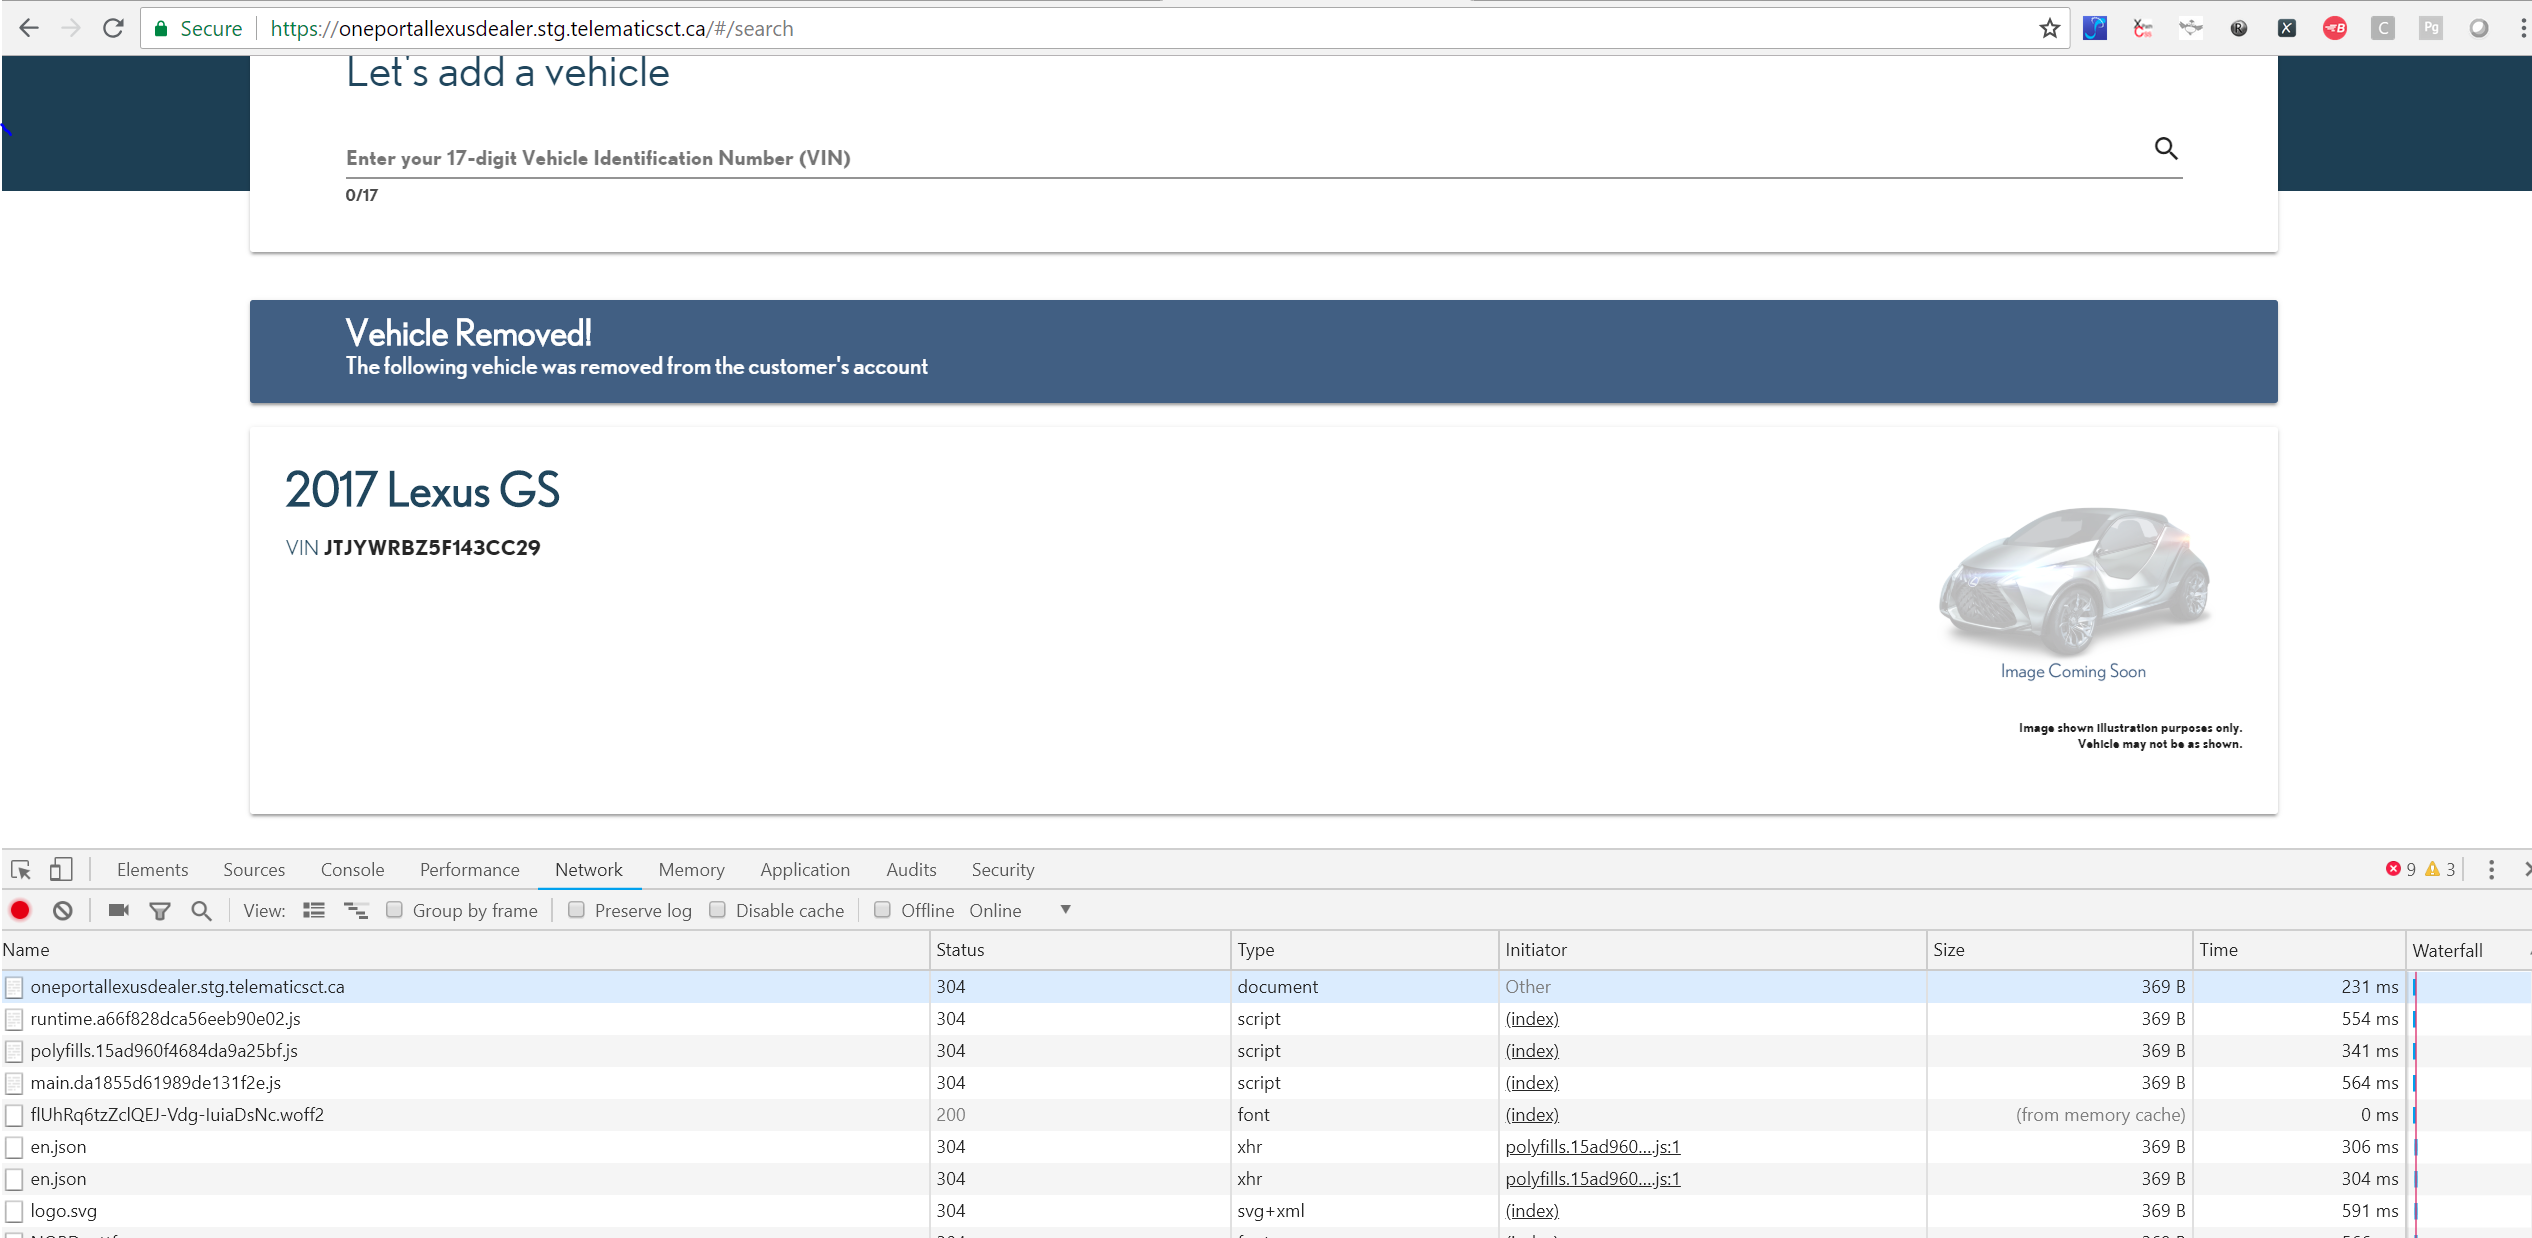 Secure https://oneportallexusdealer.stg.telematicsct.ca/#/search
Let's add a vehicle
Enter your 17-digit Vehicle Identification Number (VIN)
0/17
Vehicle Removed!
The following vehicle was removed from the customer's account
2017 Lexus GS
VIN JTJYWRBZ5F143CC29
Image Coming Soon
Image shown illustration purposes only.
Vehicle may not be as shown.
Elements Sources Console Performance Network Memory Application Audits Security 9 3
View: Group by frame Preserve log Disable cache Offline Online
Name Status Type Initiator Size Time Waterfall
oneportallexusdealer.stg.telematicsct.ca 304 document Other 369 B 231 ms
runtime.a66f828dca56eeb90e02.js 304 script (index) 369 B 554 ms
polyfills.15ad960f4684da9a25bf.js 304 script (index) 369 B 341 ms
main.da1855d61989de131f2e.js 304 script (index) 369 B 564 ms
flUhRq6tzZclQEJ-Vdg-IuiaDsNc.woff2 200 font (index) (from memory cache) 0 ms
en.json 304 xhr polyfills.15ad960....js:1 369 B 306 ms
en.json 304 xhr polyfills.15ad960....js:1 369 B 304 ms
logo.svg 304 svg+xml (index) 369 B 591 ms